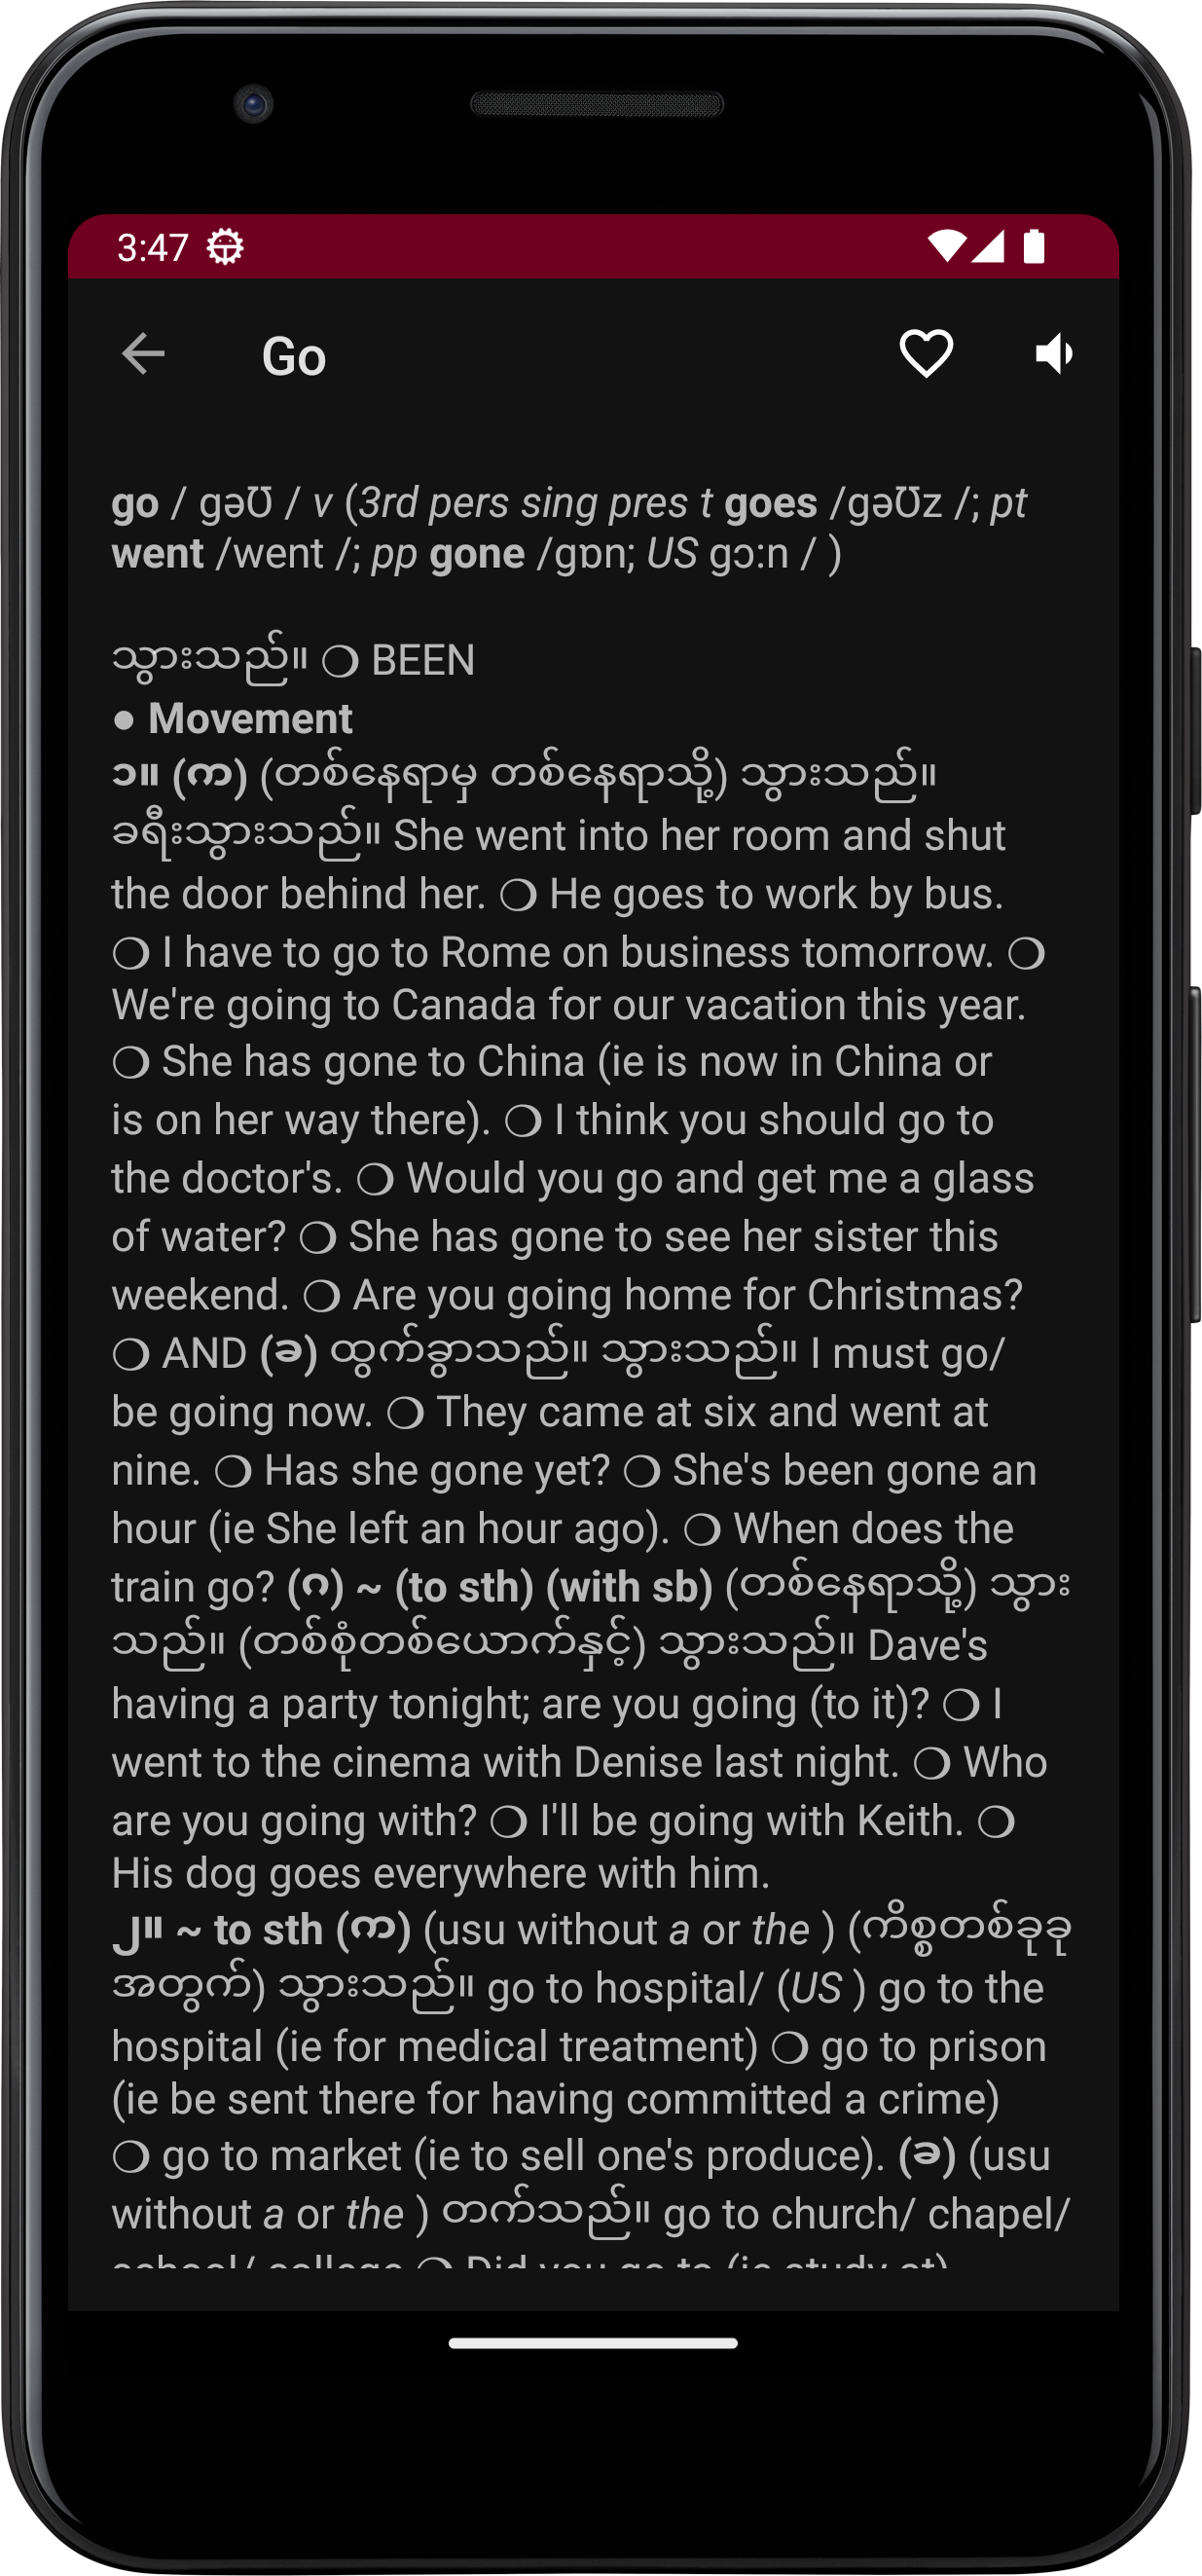 3:47
Go
go / gəƱ / v (3rd pers sing pres t goes /gəƱz /; pt
went /went /; pp gone /gɒn; US gɔ:n / )
သွားသည်။ ❍ BEEN
● Movement
၁။ (က) (တစ်နေရာမှ တစ်နေရာသို့) သွားသည်။
ခရီးသွားသည်။ She went into her room and shut
the door behind her. ❍ He goes to work by bus.
❍ I have to go to Rome on business tomorrow. ❍
We're going to Canada for our vacation this year.
❍ She has gone to China (ie is now in China or
is on her way there). ❍ I think you should go to
the doctor's. ❍ Would you go and get me a glass
of water? ❍ She has gone to see her sister this
weekend. ❍ Are you going home for Christmas?
❍ AND (ခ) ထွက်ခွာသည်။ သွားသည်။ I must go/
be going now. ❍ They came at six and went at
nine. ❍ Has she gone yet? ❍ She's been gone an
hour (ie She left an hour ago). ❍ When does the
train go? (ဂ) ~ (to sth) (with sb) (တစ်နေရာသို့) သွား
သည်။ (တစ်စုံတစ်ယောက်နှင့်) သွားသည်။ Dave's
having a party tonight; are you going (to it)? ❍ I
went to the cinema with Denise last night. ❍ Who
are you going with? ❍ I'll be going with Keith. ❍
His dog goes everywhere with him.
၂။ ~ to sth (က) (usu without a or the ) (ကိစ္စတစ်ခုခု
အတွက်) သွားသည်။ go to hospital/ (US ) go to the
hospital (ie for medical treatment) ❍ go to prison
(ie be sent there for having committed a crime)
❍ go to market (ie to sell one's produce). (ခ) (usu
without a or the ) တက်သည်။ go to church/ chapel/
school/ college ❍ Did you go to (ie study at)